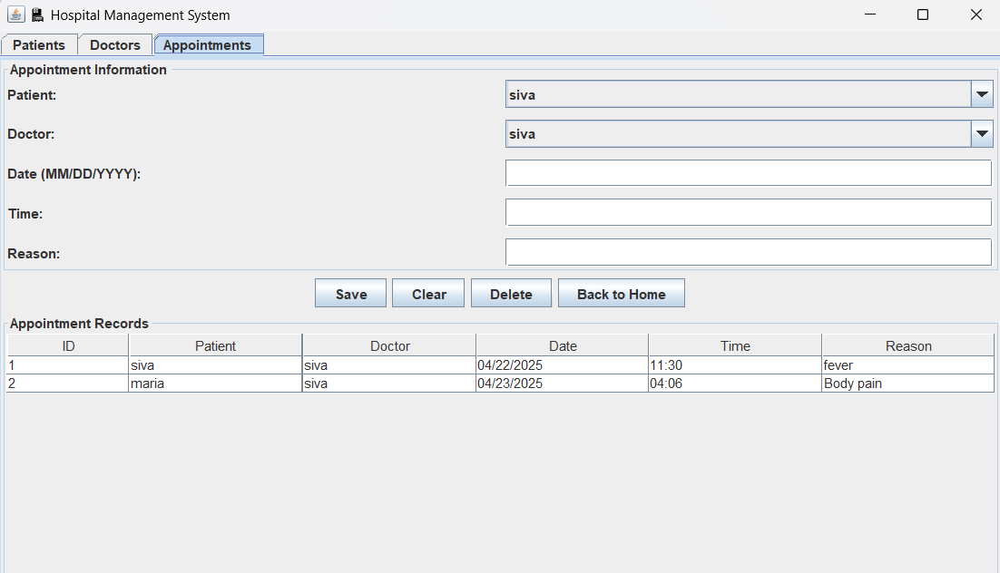 Hospital Management System
Patients Doctors Appointments
Appointment Information
Patient: siva
Doctor: siva
Date (MM/DD/YYYY):
Time:
Reason:
Save Clear Delete Back to Home
Appointment Records
ID Patient Doctor Date Time Reason
1 siva siva 04/22/2025 11:30 fever
2 maria siva 04/23/2025 04:06 Body pain